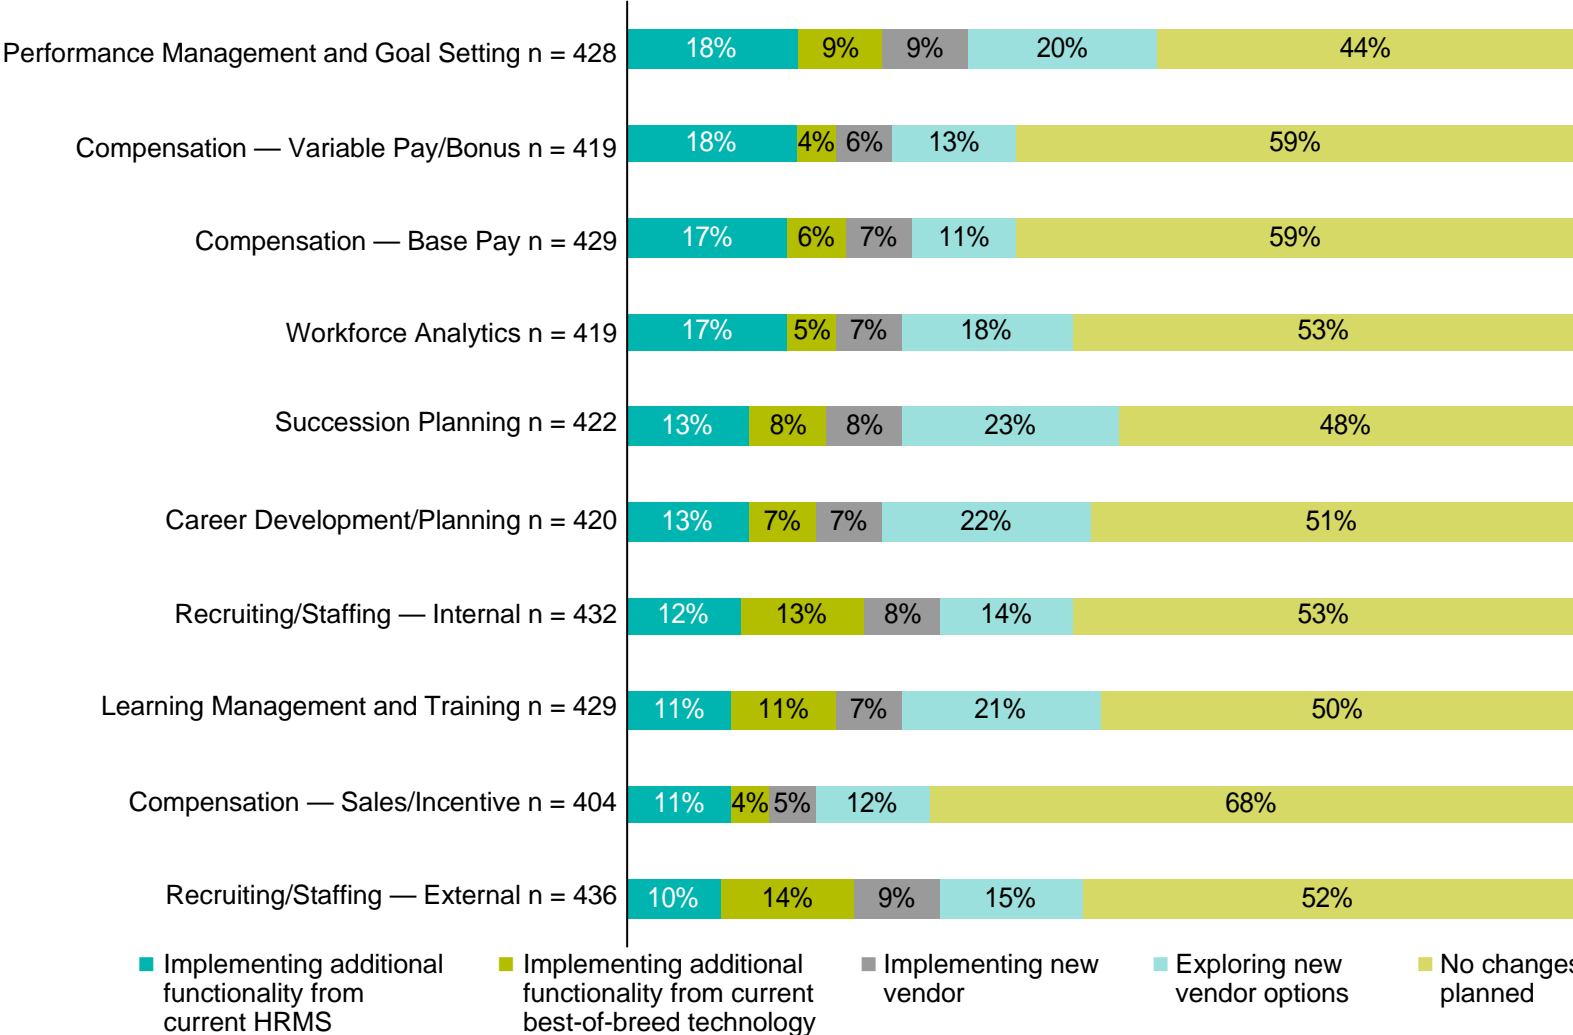 Performance Management and Goal Setting n = 428 18% 9% 9% 20% 44%
Compensation — Variable Pay/Bonus n = 419 18% 4% 6% 13% 59%
Compensation — Base Pay n = 429 17% 6% 7% 11% 59%
Workforce Analytics n = 419 17% 5% 7% 18% 53%
Succession Planning n = 422 13% 8% 8% 23% 48%
Career Development/Planning n = 420 13% 7% 7% 22% 51%
Recruiting/Staffing — Internal n = 432 12% 13% 8% 14% 53%
Learning Management and Training n = 429 11% 11% 7% 21% 50%
Compensation — Sales/Incentive n = 404 11% 4% 5% 12% 68%
Recruiting/Staffing — External n = 436 10% 14% 9% 15% 52%
Implementing additional
functionality from
current HRMS
Implementing additional
functionality from current
best-of-breed technology
Implementing new
vendor
Exploring new
vendor options
No changes
planned